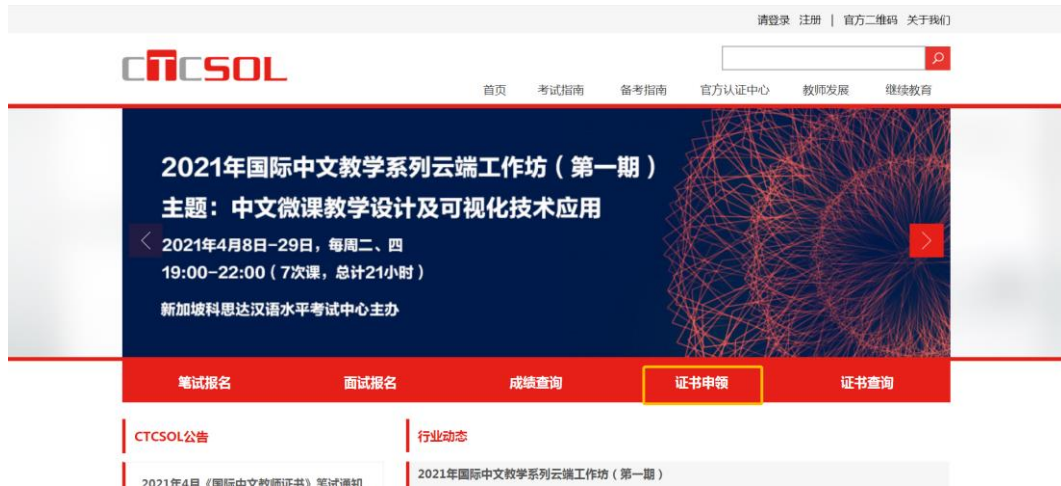 请登录 注册 | 官方二维码 关于我们
CTCSOL
首页 考试指南 备考指南 官方认证中心 教师发展 继续教育
2021年国际中文教学系列云端工作坊（第一期）
主题：中文微课教学设计及可视化技术应用
2021年4月8日-29日，每周二、四
19:00-22:00（7次课，总计21小时）
新加坡科思达汉语水平考试中心主办
笔试报名 面试报名 成绩查询 证书申领 证书查询
CTCSOL公告 行业动态
2021年国际中文教学系列云端工作坊（第一期）
2021年4月《国际中文教师证书》笔试通知